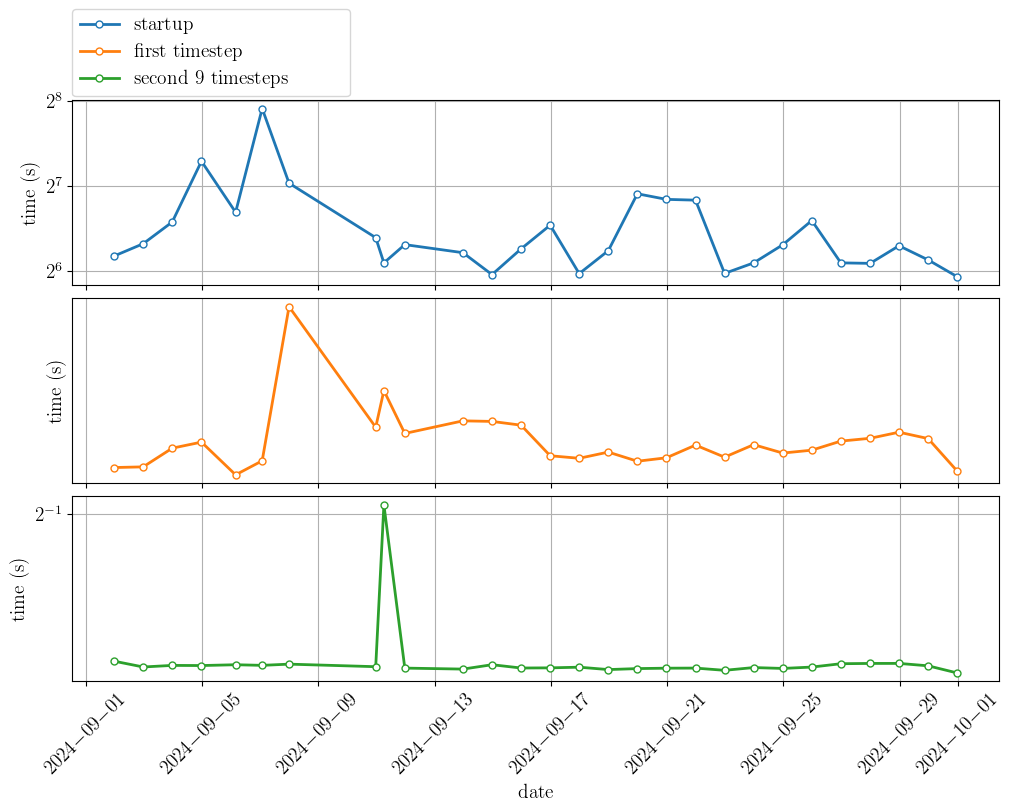 startup
first timestep
second 9 timesteps
2^8
2^7
2^6
time (s)
time (s)
2^−1
time (s)
2024−09−01
2024−09−05
2024−09−09
2024−09−13
2024−09−17
2024−09−21
2024−09−25
2024−09−29
2024−10−01
date